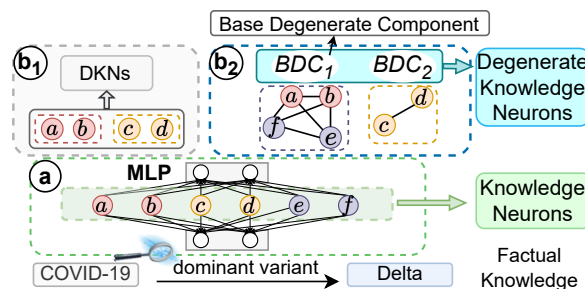 Base Degenerate Component
b1
DKNs
a b c d
b2
BDC1 BDC2
a b
f e
d
c
Degenerate
Knowledge
Neurons
a
MLP
a b c d e f
Knowledge
Neurons
COVID-19 dominant variant Delta
Factual
Knowledge